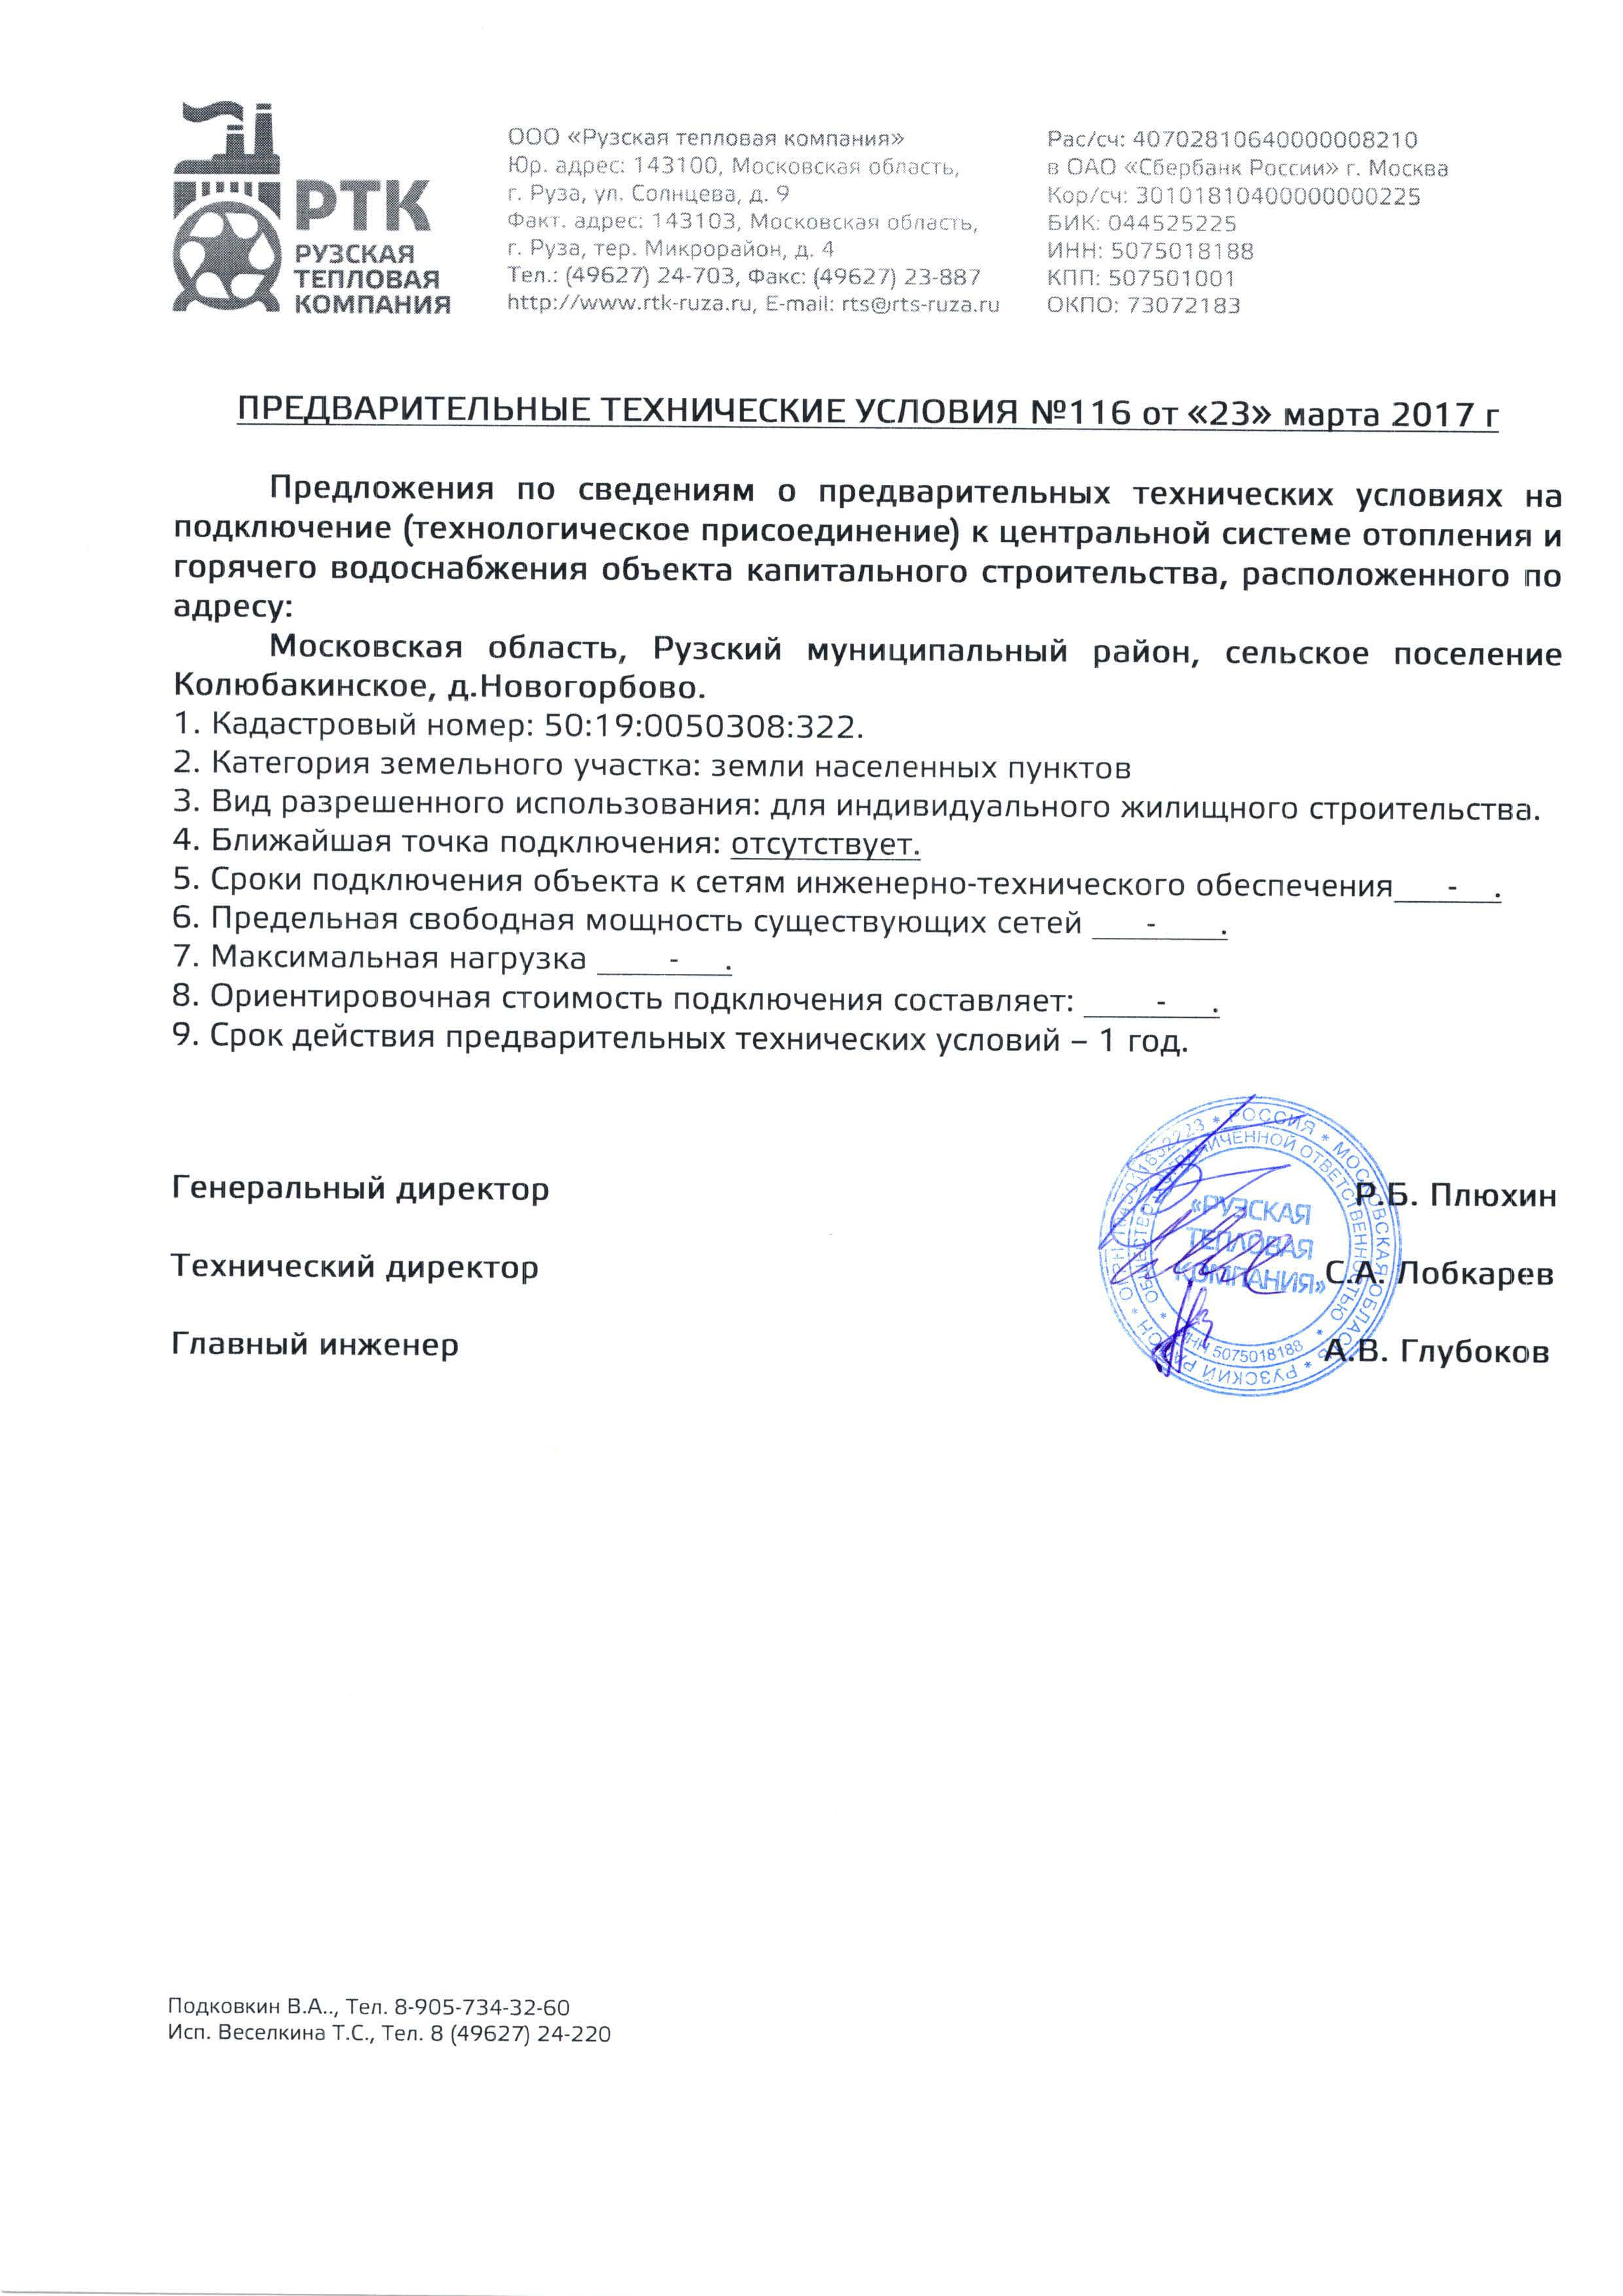 РТК
РУЗСКАЯ
ТЕПЛОВАЯ
КОМПАНИЯ
ООО «Рузская тепловая компания»
Юр. адрес: 143100, Московская область,
г. Руза, ул. Солнцева, д. 9
Факт. адрес: 143103, Московская область,
г. Руза, тер. Микрорайон, д. 4
Тел.: (49627) 24-703, Факс: (49627) 23-887
http://www.rtk-ruza.ru, E-mail: rts@rts-ruza.ru
Рас/сч: 40702810640000008210
в ОАО «Сбербанк России» г. Москва
Кор/сч: 30101810400000000225
БИК: 044525225
ИНН: 5075018188
КПП: 507501001
ОКПО: 73072183
ПРЕДВАРИТЕЛЬНЫЕ ТЕХНИЧЕСКИЕ УСЛОВИЯ №116 от «23» марта 2017 г
Предложения по сведениям о предварительных технических условиях на
подключение (технологическое присоединение) к центральной системе отопления и
горячего водоснабжения объекта капитального строительства, расположенного по
адресу:
Московская область, Рузский муниципальный район, сельское поселение
Колюбакинское, д.Новогорбово.
1. Кадастровый номер: 50:19:0050308:322.
2. Категория земельного участка: земли населенных пунктов
3. Вид разрешенного использования: для индивидуального жилищного строительства.
4. Ближайшая точка подключения: отсутствует.
5. Сроки подключения объекта к сетям инженерно-технического обеспечения - .
6. Предельная свободная мощность существующих сетей - .
7. Максимальная нагрузка - .
8. Ориентировочная стоимость подключения составляет: - .
9. Срок действия предварительных технических условий – 1 год.
Генеральный директор Р.Б. Плюхин
Технический директор С.А. Лобкарев
Главный инженер А.В. Глубоков
РОССИЯ * МОСКОВСКАЯ ОБЛАСТЬ * РУЗСКИЙ РАЙОН *
ОТВЕТСТВЕННОСТЬЮ
ИНН 5075018188
«РУЗСКАЯ
ТЕПЛОВАЯ
КОМПАНИЯ»
Подковкин В.А.., Тел. 8-905-734-32-60
Исп. Веселкина Т.С., Тел. 8 (49627) 24-220